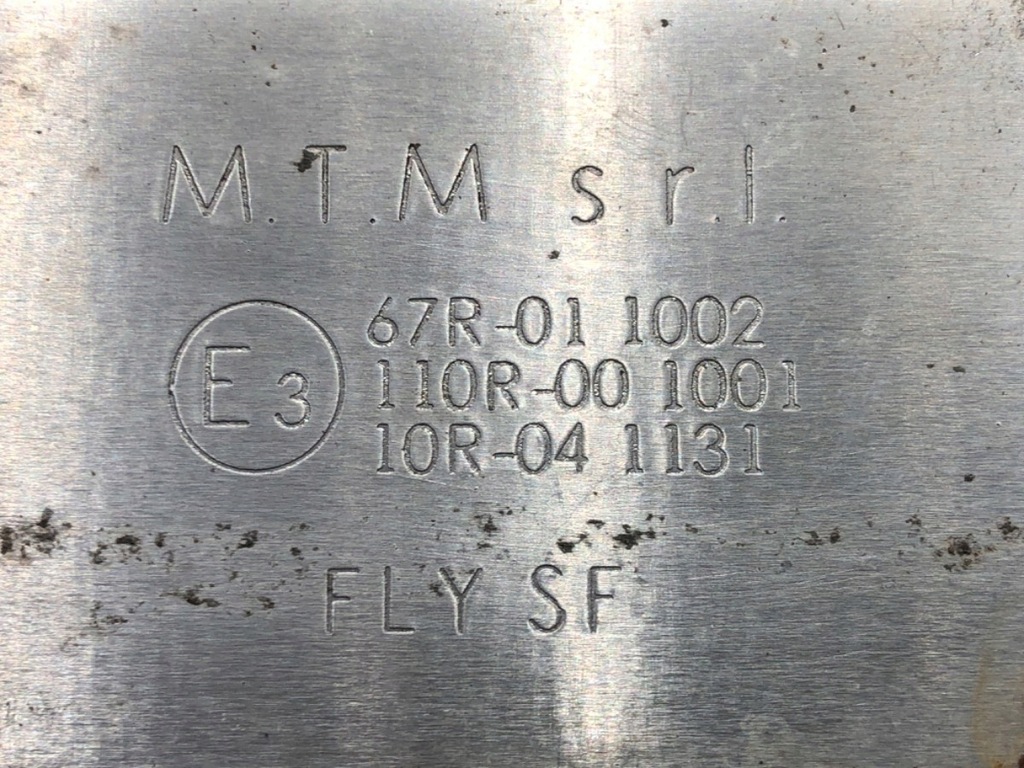 M.T.M s r.l.
E3
67R-01 1002
110R-00 1001
10R-04 1131
FLY SF